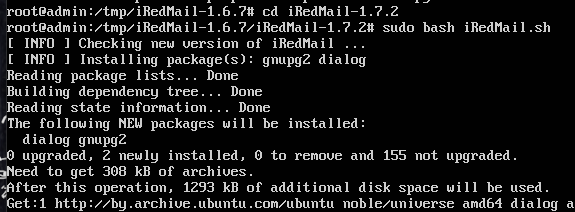 root@admin:/tmp/iRedMail-1.6.7# cd iRedMail-1.7.2
root@admin:/tmp/iRedMail-1.6.7/iRedMail-1.7.2# sudo bash iRedMail.sh
[ INFO ] Checking new version of iRedMail ...
[ INFO ] Installing package(s): gnupg2 dialog
Reading package lists... Done
Building dependency tree... Done
Reading state information... Done
The following NEW packages will be installed:
  dialog gnupg2
0 upgraded, 2 newly installed, 0 to remove and 155 not upgraded.
Need to get 308 kB of archives.
After this operation, 1293 kB of additional disk space will be used.
Get:1 http://by.archive.ubuntu.com/ubuntu noble/universe amd64 dialog a